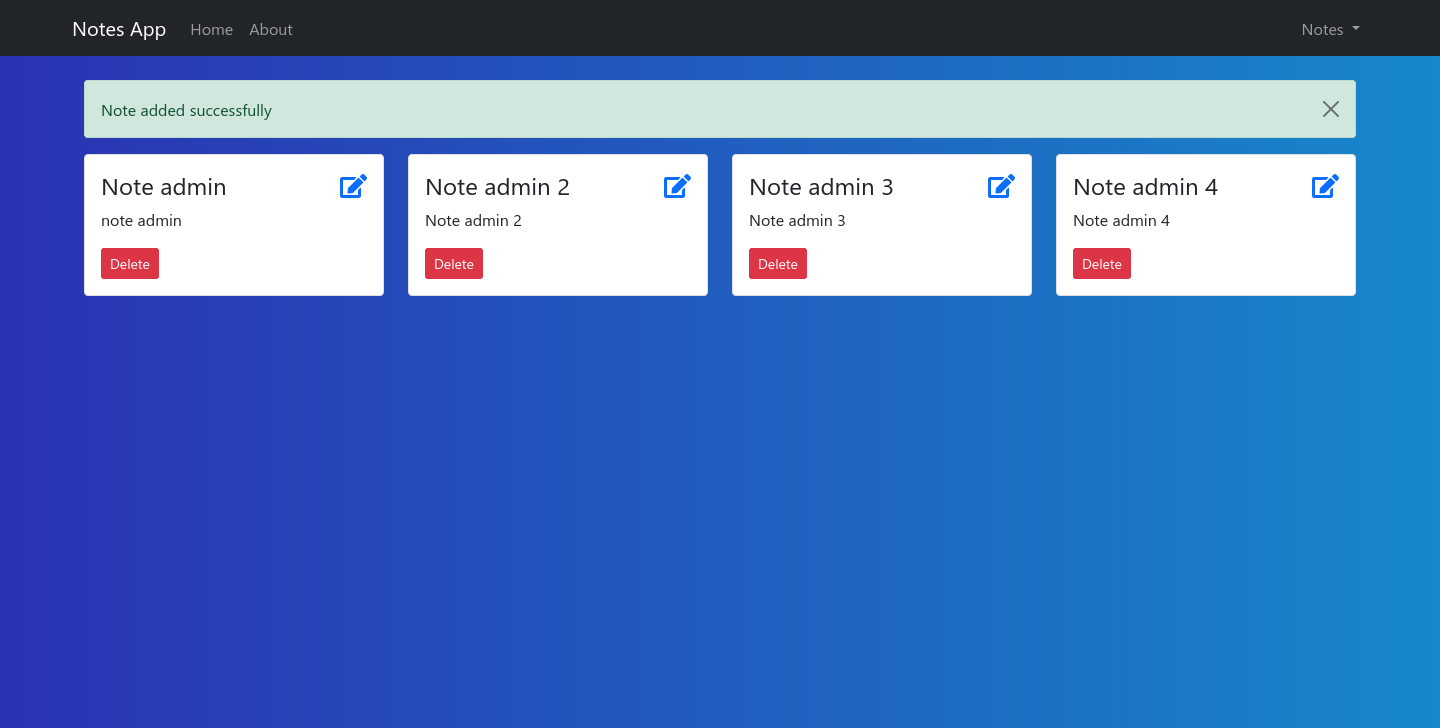 Notes App Home About Notes
Note added successfully
Note admin
note admin
Delete
Note admin 2
Note admin 2
Delete
Note admin 3
Note admin 3
Delete
Note admin 4
Note admin 4
Delete